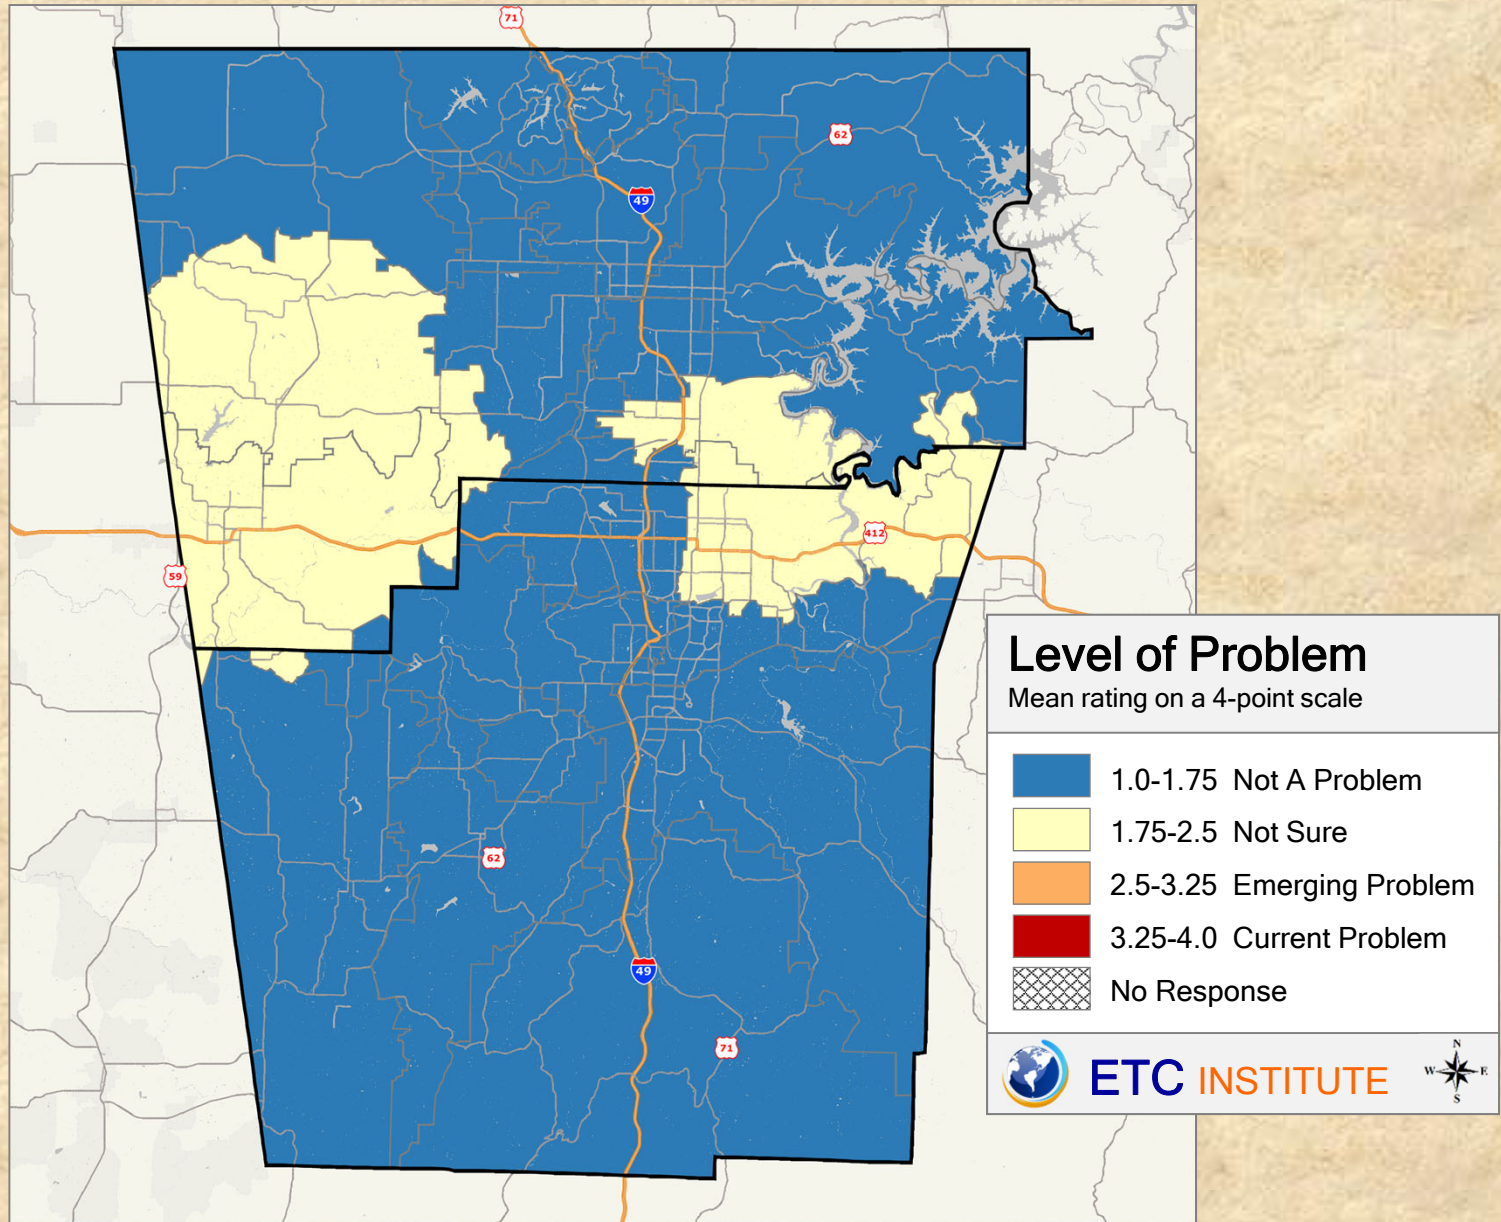 71
62
49
412
59
62
49
71
Level of Problem
Mean rating on a 4-point scale
1.0-1.75 Not A Problem
1.75-2.5 Not Sure
2.5-3.25 Emerging Problem
3.25-4.0 Current Problem
No Response
ETC INSTITUTE
N
W E
S